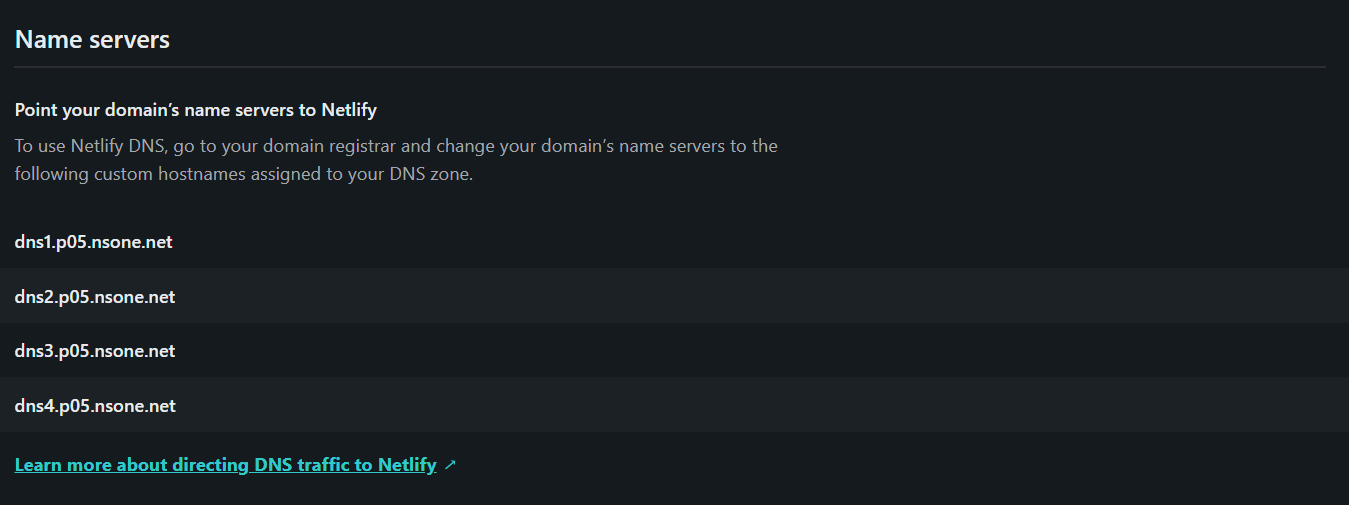 Name servers
Point your domain’s name servers to Netlify
To use Netlify DNS, go to your domain registrar and change your domain’s name servers to the
following custom hostnames assigned to your DNS zone.
dns1.p05.nsone.net
dns2.p05.nsone.net
dns3.p05.nsone.net
dns4.p05.nsone.net
Learn more about directing DNS traffic to Netlify ↗